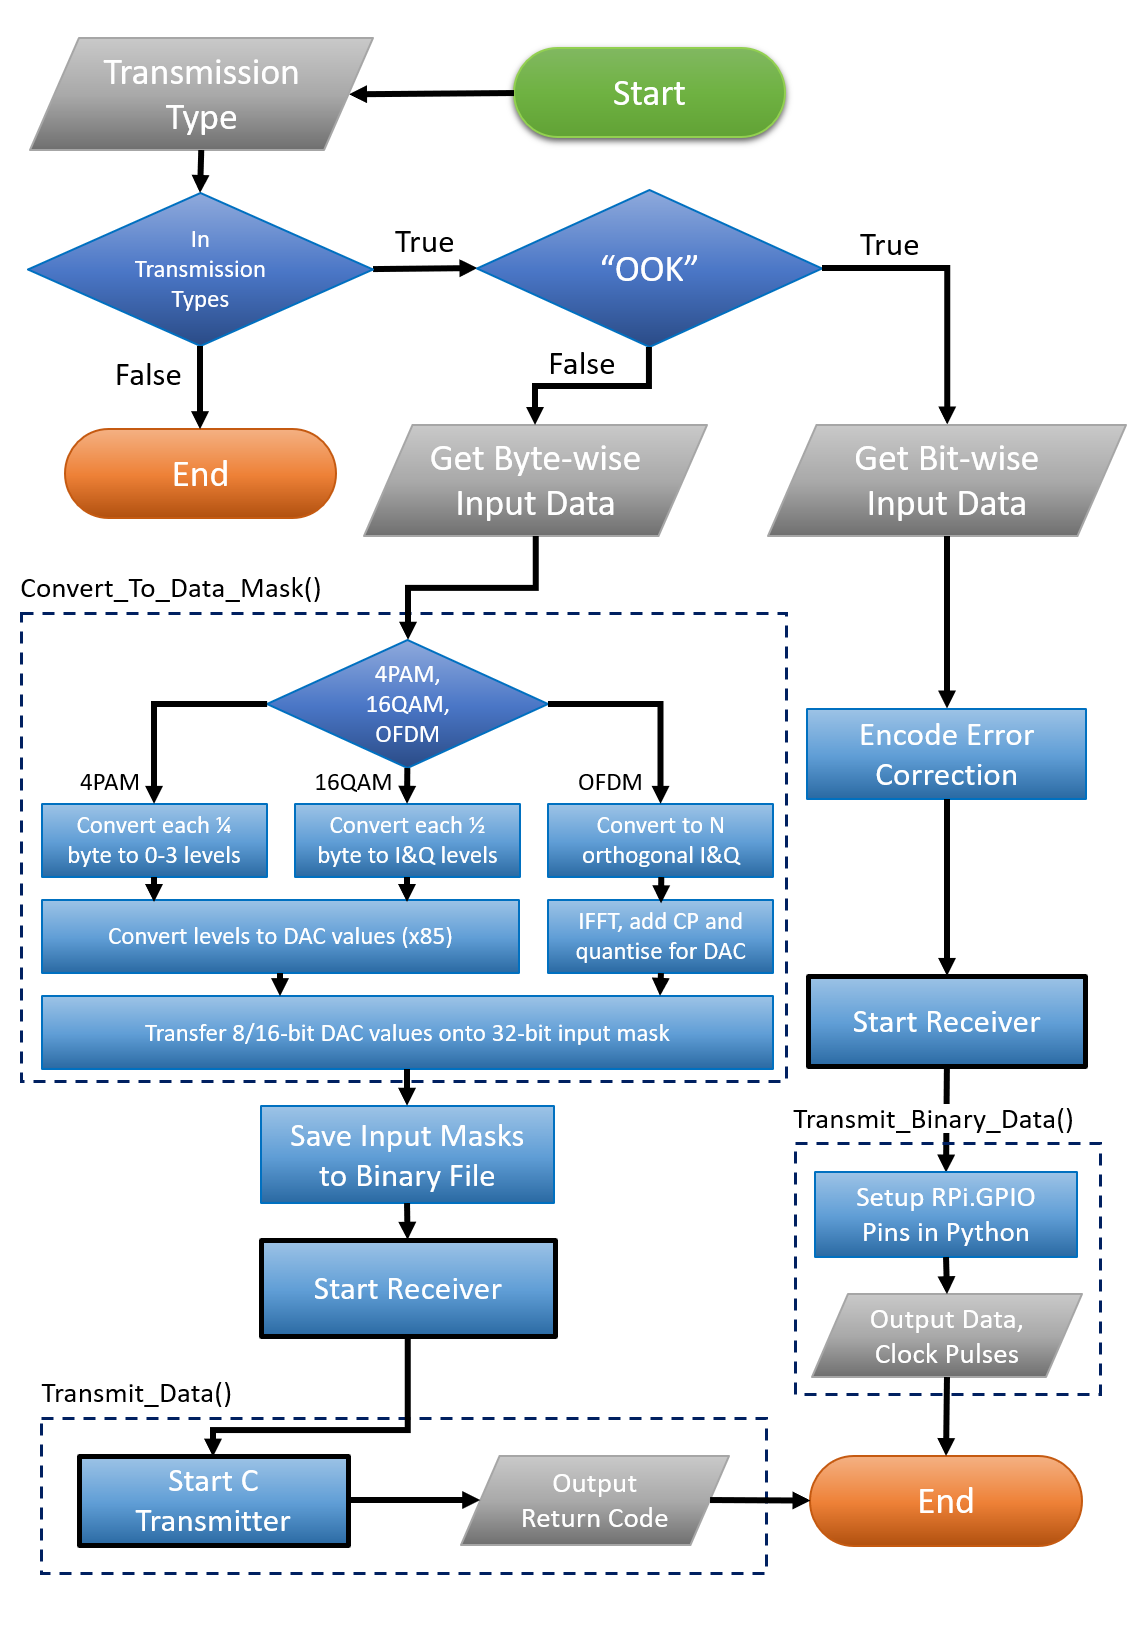 Transmission
Type
Start
In
Transmission
Types
True
“OOK”
True
False
False
End
Get Byte-wise
Input Data
Get Bit-wise
Input Data
Convert_To_Data_Mask()
4PAM,
16QAM,
OFDM
4PAM
16QAM
OFDM
Convert each ¼
byte to 0-3 levels
Convert each ½
byte to I&Q levels
Convert to N
orthogonal I&Q
Convert levels to DAC values (x85)
IFFT, add CP and
quantise for DAC
Transfer 8/16-bit DAC values onto 32-bit input mask
Encode Error
Correction
Start Receiver
Save Input Masks
to Binary File
Start Receiver
Transmit_Binary_Data()
Setup RPi.GPIO
Pins in Python
Output Data,
Clock Pulses
Transmit_Data()
Start C
Transmitter
Output
Return Code
End